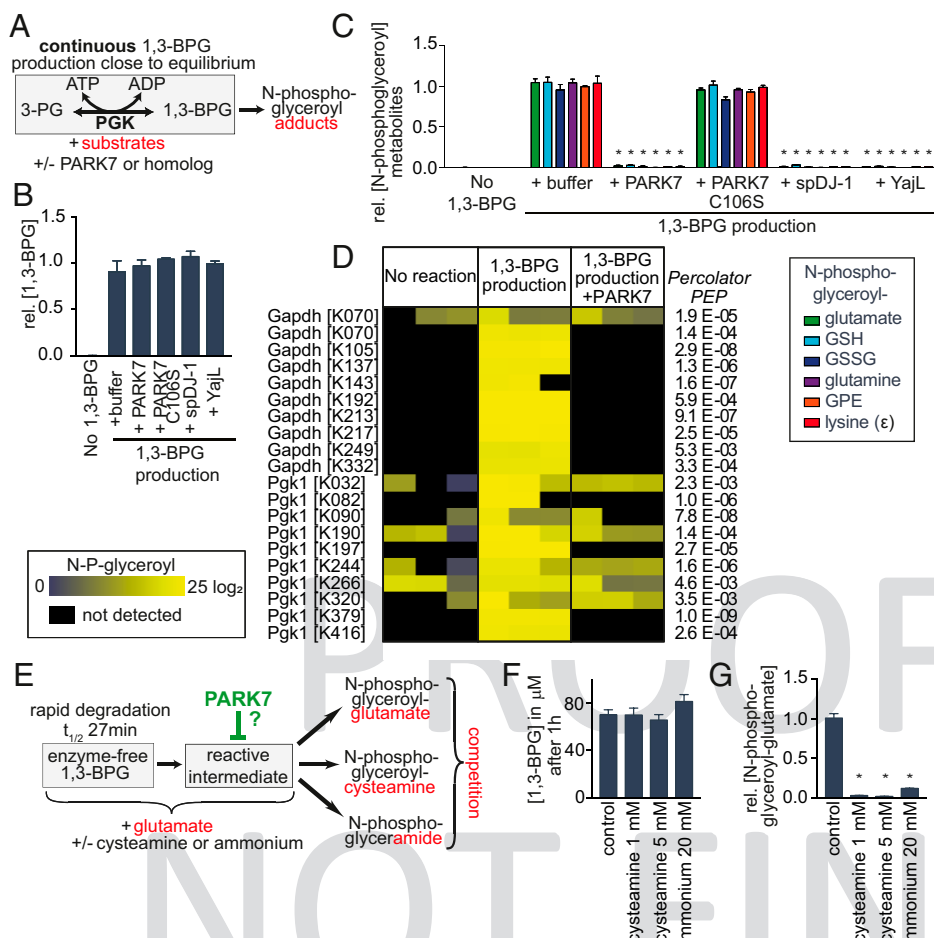 A
continuous 1,3-BPG
production close to equilibrium
ATP ADP
3-PG 1,3-BPG
PGK
+ substrates
+/- PARK7 or homolog
N-phospho-
glyceroyl
adducts
B
rel. [1,3-BPG]
1.5
1.0
0.5
0.0
No 1,3-BPG
+buffer
+ PARK7
+ PARK7
C106S
+ spDJ-1
+ YajL
1,3-BPG
production
C
rel. [N-phosphoglyceroyl
metabolites
1.5
1.0
0.5
0.0
* * * * * *
* * * * * *
* * * * * *
No
1,3-BPG
+ buffer
+ PARK7
+ PARK7
C106S
+ spDJ-1
+ YajL
1,3-BPG production
N-phospho-
glyceroyl-
glutamate
GSH
GSSG
glutamine
GPE
lysine (ε)
D
No reaction
1,3-BPG
production
1,3-BPG
production
+PARK7
Percolator
PEP
Gapdh [K070] 1.9 E-05
Gapdh [K070] 1.4 E-04
Gapdh [K105] 2.9 E-08
Gapdh [K137] 1.3 E-06
Gapdh [K143] 1.6 E-07
Gapdh [K192] 5.9 E-04
Gapdh [K213] 9.1 E-07
Gapdh [K217] 2.5 E-05
Gapdh [K249] 5.3 E-03
Gapdh [K332] 3.3 E-04
Pgk1 [K032] 2.3 E-03
Pgk1 [K082] 1.0 E-06
Pgk1 [K090] 7.8 E-08
Pgk1 [K190] 1.4 E-04
Pgk1 [K197] 2.7 E-05
Pgk1 [K244] 1.6 E-06
Pgk1 [K266] 4.6 E-03
Pgk1 [K320] 3.5 E-03
Pgk1 [K379] 1.0 E-09
Pgk1 [K416] 2.6 E-04
N-P-glyceroyl
0 25 log₂
not detected
E
rapid degradation
t1/2 27min
enzyme-free
1,3-BPG
PARK7
?
reactive
intermediate
+glutamate
+/- cysteamine or ammonium
N-phospho-
glyceroyl-
glutamate
N-phospho-
glyceroyl-
cysteamine
N-phospho-
glyceramide
competition
F
[1,3-BPG] in µM
after 1h
80
40
0
control
cysteamine 1 mM
cysteamine 5 mM
mmonium 20 mM
G
rel. [N-phospho-
glyceroyl-glutamate]
1.5
1.0
0.5
0.0
* * *
control
cysteamine 1 mM
cysteamine 5 mM
mmonium 20 mM
PROOF
NOT FIN